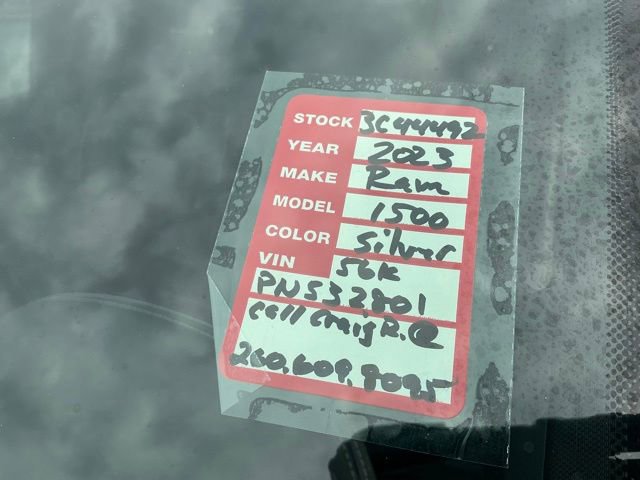 STOCK 3C44492
YEAR 2023
MAKE Ram
MODEL 1500
COLOR Silver
VIN 56K
PN532801
call Craig R. @
260.609.9095